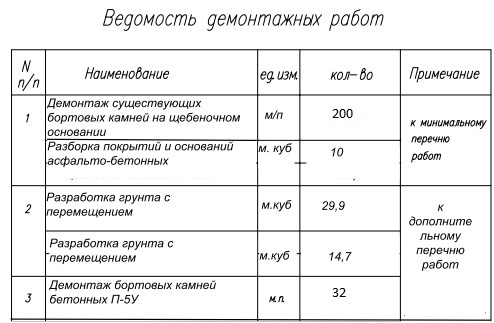 Ведомость демонтажных работ
N п/п Наименование ед.изм. кол-во Примечание
1 Демонтаж существующих бортовых камней на щебеночном основании м/п 200 к минимальному перечню работ
Разборка покрытий и оснований асфальто-бетонных м. куб 10
2 Разработка грунта с перемещением м.куб 29,9 к дополнительному перечню работ
Разработка грунта с перемещением м.куб 14,7
3 Демонтаж бортовых камней бетонных П-5У м.п. 32